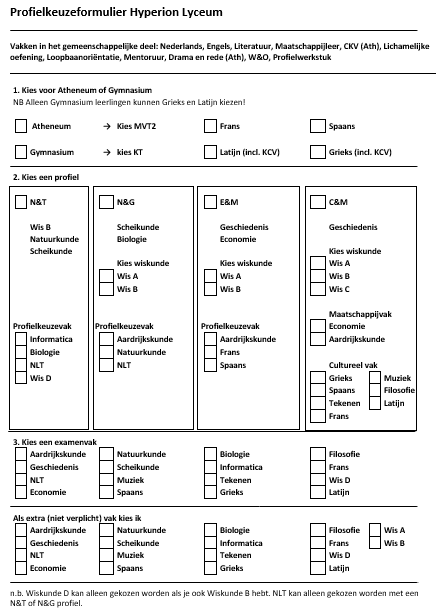 Profielkeuzeformulier Hyperion Lyceum
Vakken in het gemeenschappelijke deel: Nederlands, Engels, Literatuur, Maatschappijleer, CKV (Ath), Lichamelijke
oefening, Loopbaanoriëntatie, Mentoruur, Drama en rede (Ath), W&O, Profielwerkstuk
1. Kies voor Atheneum of Gymnasium
NB Alleen Gymnasium leerlingen kunnen Grieks en Latijn kiezen!
Atheneum → Kies MVT2 Frans Spaans
Gymnasium → kies KT Latijn (incl. KCV) Grieks (incl. KCV)
2. Kies een profiel
N&T
Wis B
Natuurkunde
Scheikunde
Profielkeuzevak
Informatica
Biologie
NLT
Wis D
N&G
Scheikunde
Biologie
Kies wiskunde
Wis A
Wis B
Profielkeuzevak
Aardrijkskunde
Natuurkunde
NLT
E&M
Geschiedenis
Economie
Kies wiskunde
Wis A
Wis B
Profielkeuzevak
Aardrijkskunde
Frans
Spaans
C&M
Geschiedenis
Kies wiskunde
Wis A
Wis B
Wis C
Maatschappijvak
Economie
Aardrijkskunde
Cultureel vak
Grieks Muziek
Spaans Filosofie
Tekenen Latijn
Frans
3. Kies een examenvak
Aardrijkskunde Natuurkunde Biologie Filosofie
Geschiedenis Scheikunde Informatica Frans
NLT Muziek Tekenen Wis D
Economie Spaans Grieks Latijn
Als extra (niet verplicht) vak kies ik
Aardrijkskunde Natuurkunde Biologie Filosofie Wis A
Geschiedenis Scheikunde Informatica Frans Wis B
NLT Muziek Tekenen Wis D
Economie Spaans Grieks Latijn
n.b. Wiskunde D kan alleen gekozen worden als je ook Wiskunde B hebt. NLT kan alleen gekozen worden met een
N&T of N&G profiel.